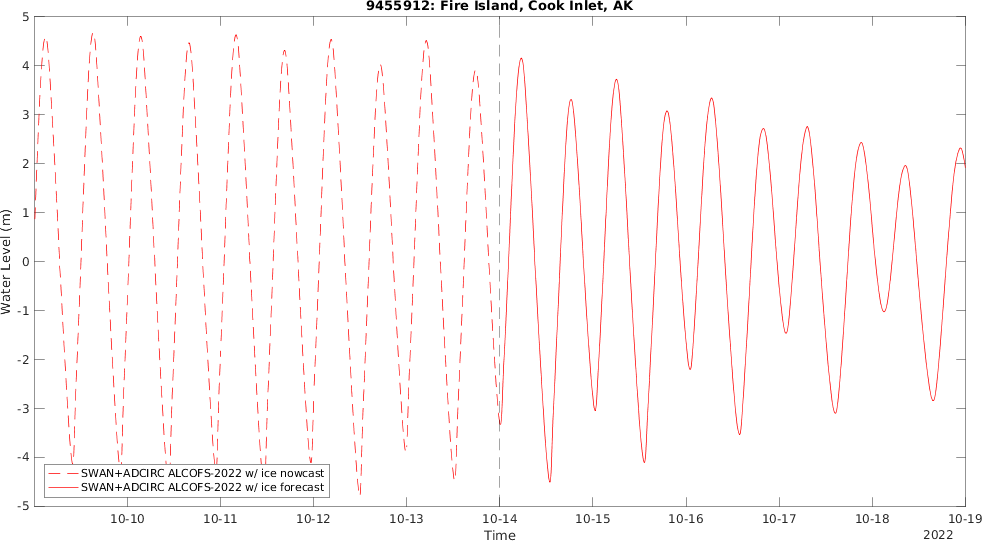 9455912: Fire Island, Cook Inlet, AK
5
4
3
2
1
0
-1
-2
-3
-4
-5
Water Level (m)
SWAN+ADCIRC ALCOFS-2022 w/ ice nowcast
SWAN+ADCIRC ALCOFS-2022 w/ ice forecast
10-10 10-11 10-12 10-13 10-14 10-15 10-16 10-17 10-18 10-19
Time
2022